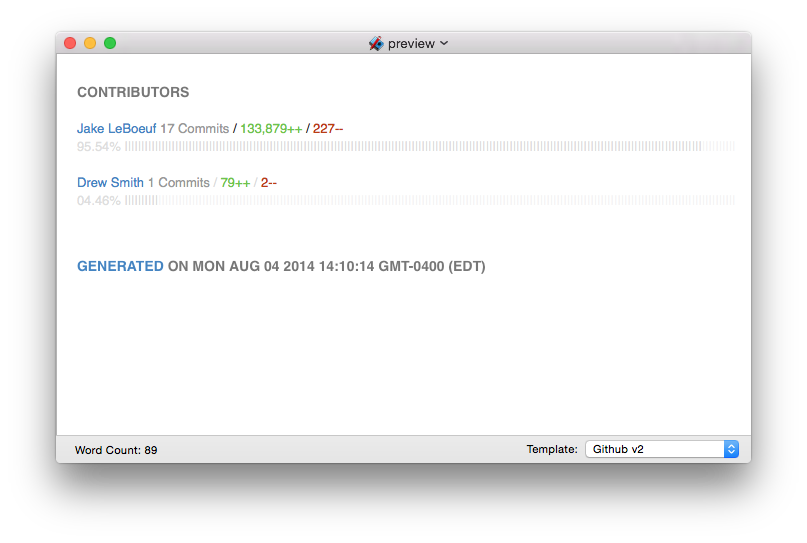 preview
CONTRIBUTORS
Jake LeBoeuf 17 Commits / 133,879++ / 227--
95.54%
Drew Smith 1 Commits / 79++ / 2--
04.46%
GENERATED ON MON AUG 04 2014 14:10:14 GMT-0400 (EDT)
Word Count: 89
Template: Github v2